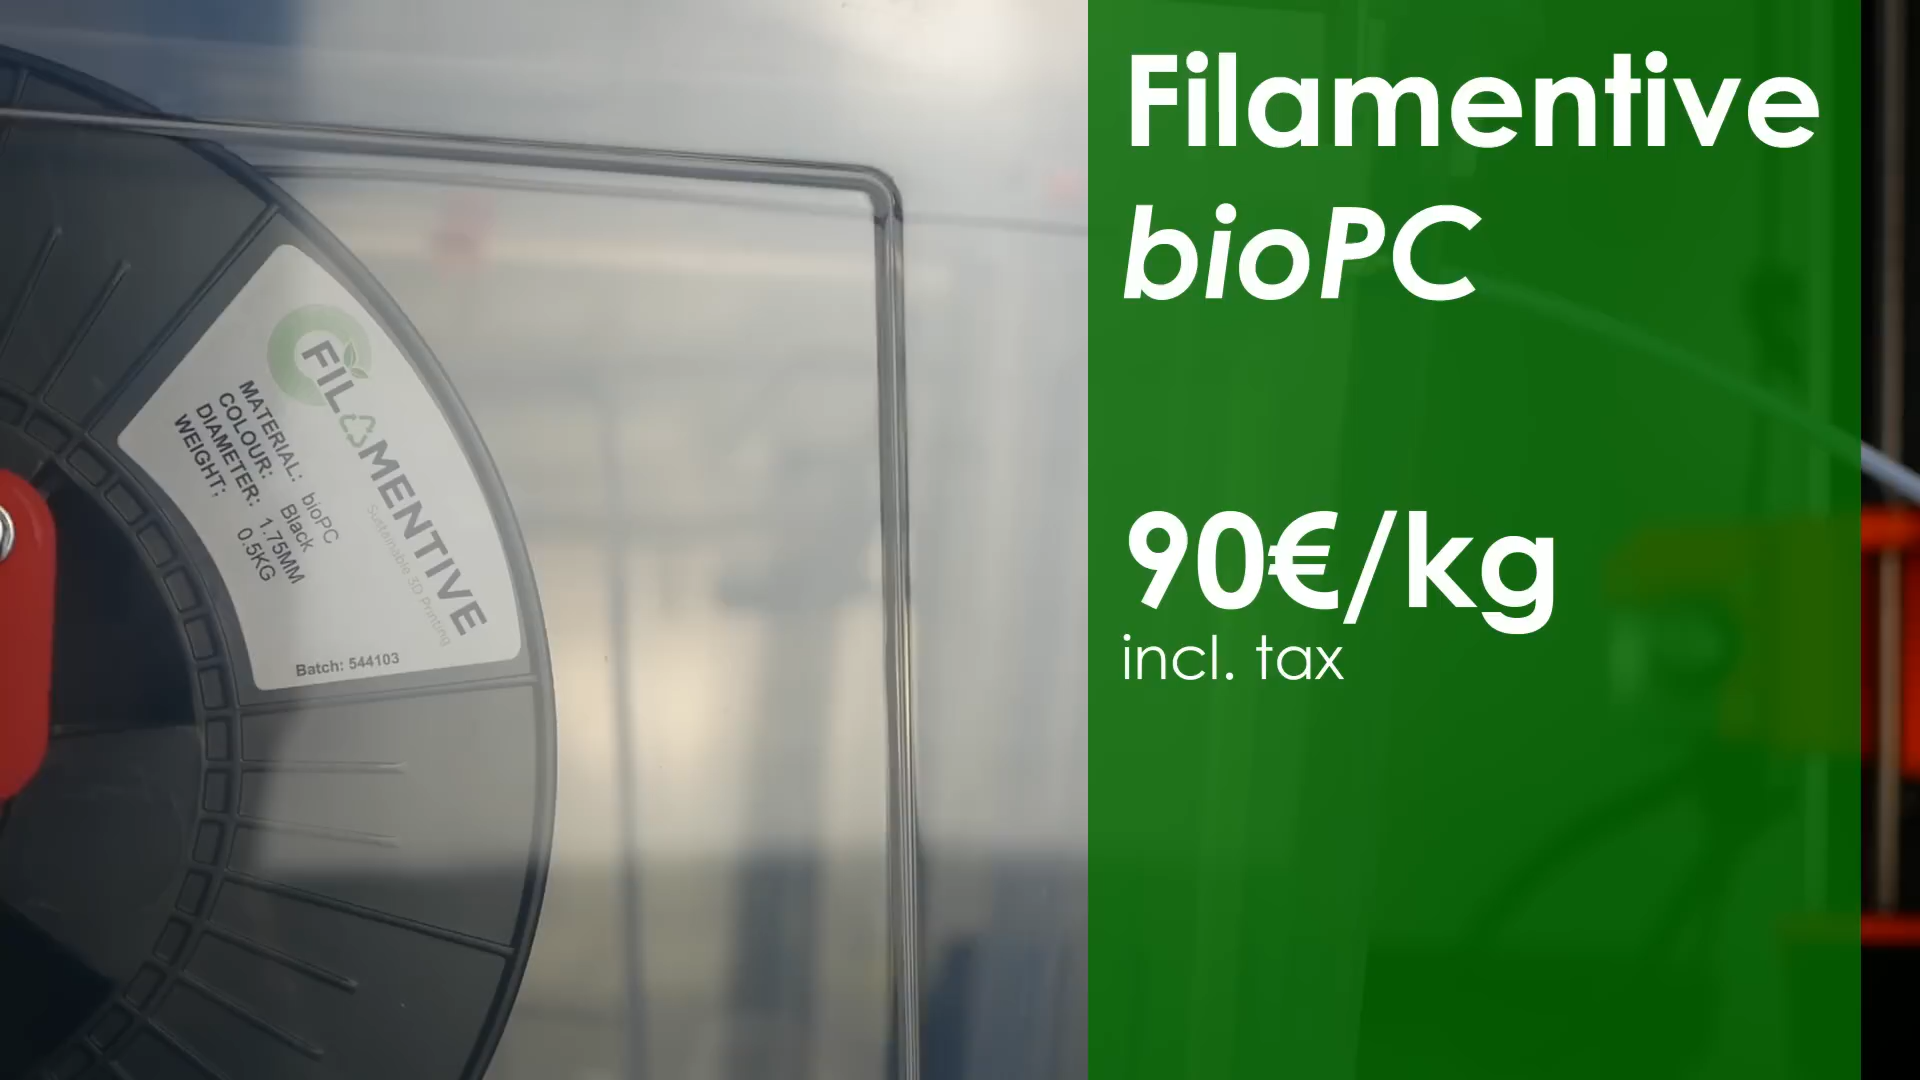 FILAMENTIVE
Sustainable 3D Printing
MATERIAL: bioPC
COLOUR: Black
DIAMETER: 1.75MM
WEIGHT: 0.5KG
Batch: 544103
Filamentive
bioPC
90€/kg
incl. tax